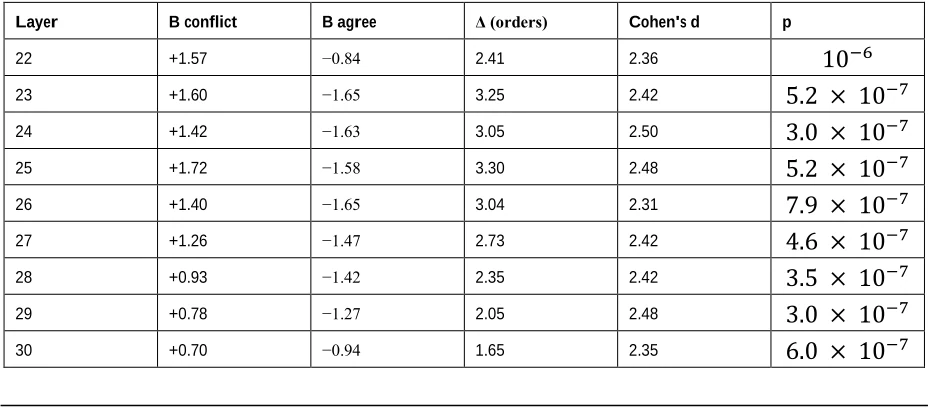 Layer B conflict B agree Δ (orders) Cohen's d p
22 +1.57 −0.84 2.41 2.36 10⁻⁶
23 +1.60 −1.65 3.25 2.42 5.2 × 10⁻⁷
24 +1.42 −1.63 3.05 2.50 3.0 × 10⁻⁷
25 +1.72 −1.58 3.30 2.48 5.2 × 10⁻⁷
26 +1.40 −1.65 3.04 2.31 7.9 × 10⁻⁷
27 +1.26 −1.47 2.73 2.42 4.6 × 10⁻⁷
28 +0.93 −1.42 2.35 2.42 3.5 × 10⁻⁷
29 +0.78 −1.27 2.05 2.48 3.0 × 10⁻⁷
30 +0.70 −0.94 1.65 2.35 6.0 × 10⁻⁷